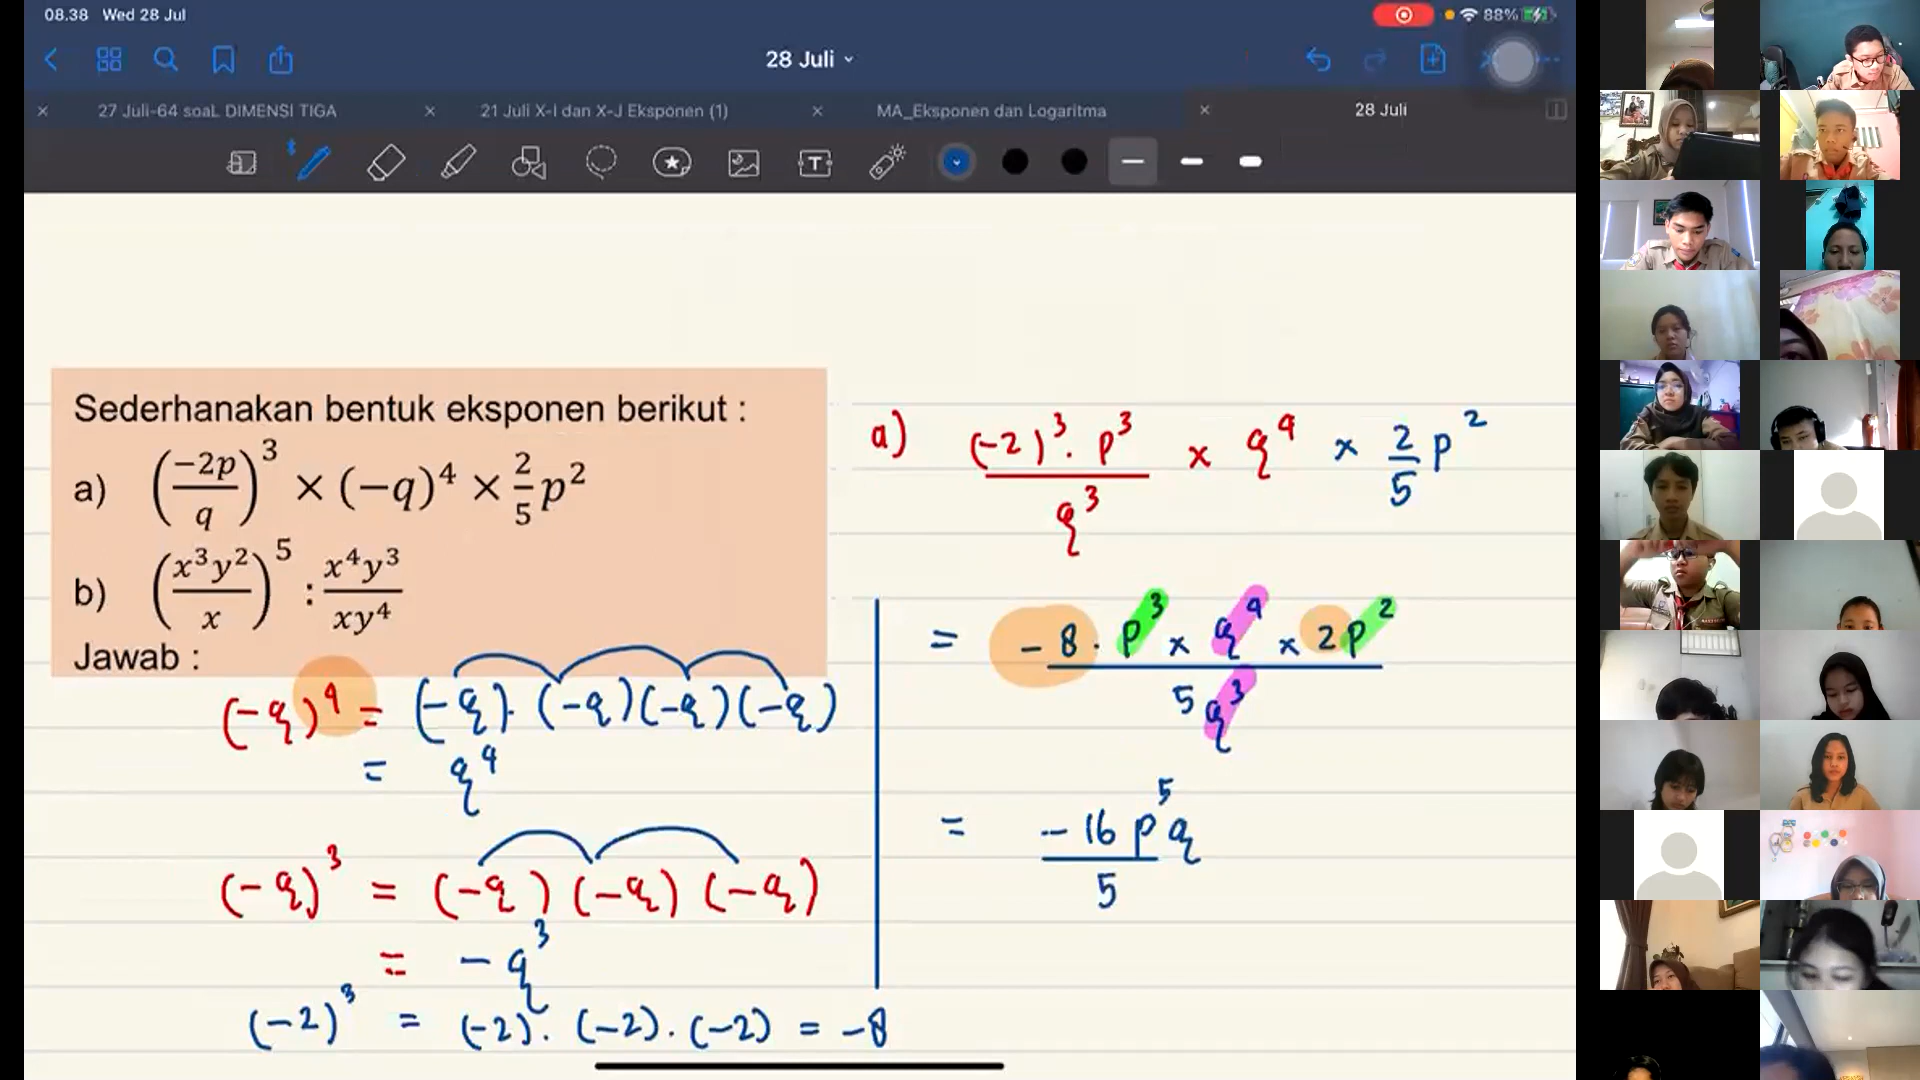 08.38 Wed 28 Jul
88%
28 Juli
27 Juli-64 soaL DIMENSI TIGA
21 Juli X-I dan X-J Eksponen (1)
MA_Eksponen dan Logaritma
28 Juli
Sederhanakan bentuk eksponen berikut :
a) (−2p/q)³ × (−q)⁴ × 2/5 p²
b) (x³y²/x)⁵ : x⁴y³/xy⁴
Jawab :
(-q)⁴ = (-q). (-q)(-q)(-q)
= q⁴
(-q)³ = (-q)(-q)(-q)
= -q³
(-2)³ = (-2). (-2). (-2) = -8
a) (-2)³. p³/q³ × q⁴ × 2/5 p²
= -8. p³ × q⁴ × 2p²/5q³
= -16 p⁵q/5